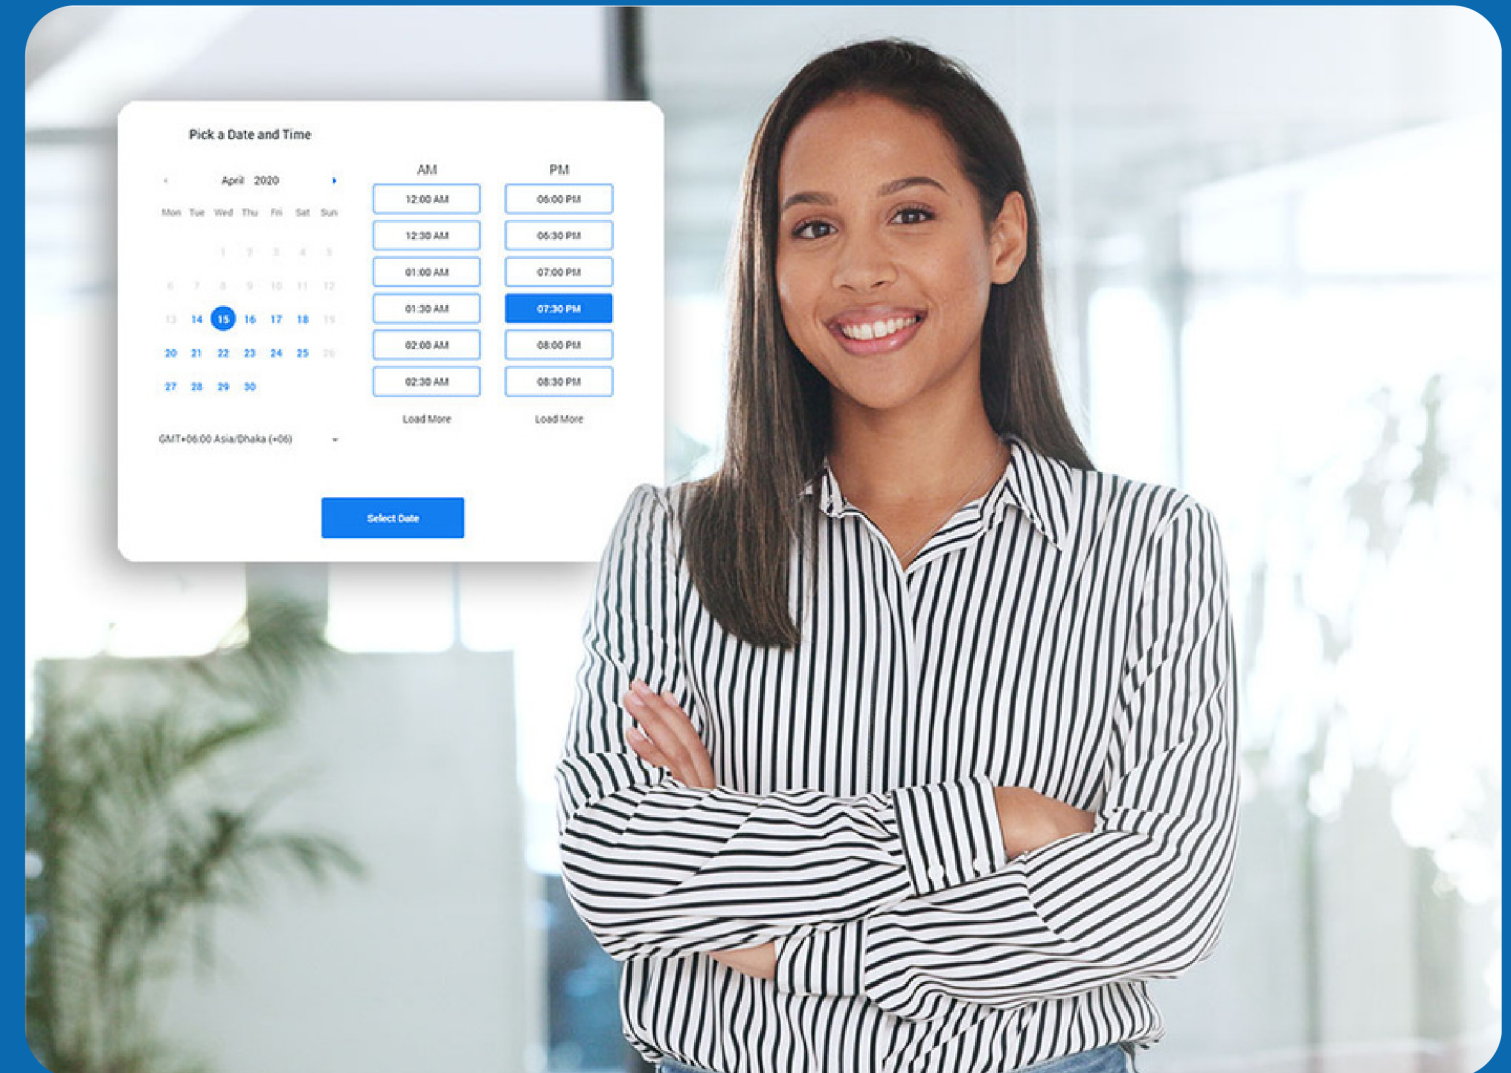 Pick a Date and Time
April 2020
Mon Tue Wed Thu Fri Sat Sun
1 2 3 4 5
6 7 8 9 10 11 12
13 14 15 16 17 18 19
20 21 22 23 24 25 26
27 28 29 30
GMT+06:00 Asia/Dhaka (+06)
AM
12:00 AM
12:30 AM
01:00 AM
01:30 AM
02:00 AM
02:30 AM
Load More
PM
06:00 PM
06:30 PM
07:00 PM
07:30 PM
08:00 PM
08:30 PM
Load More
Select Date